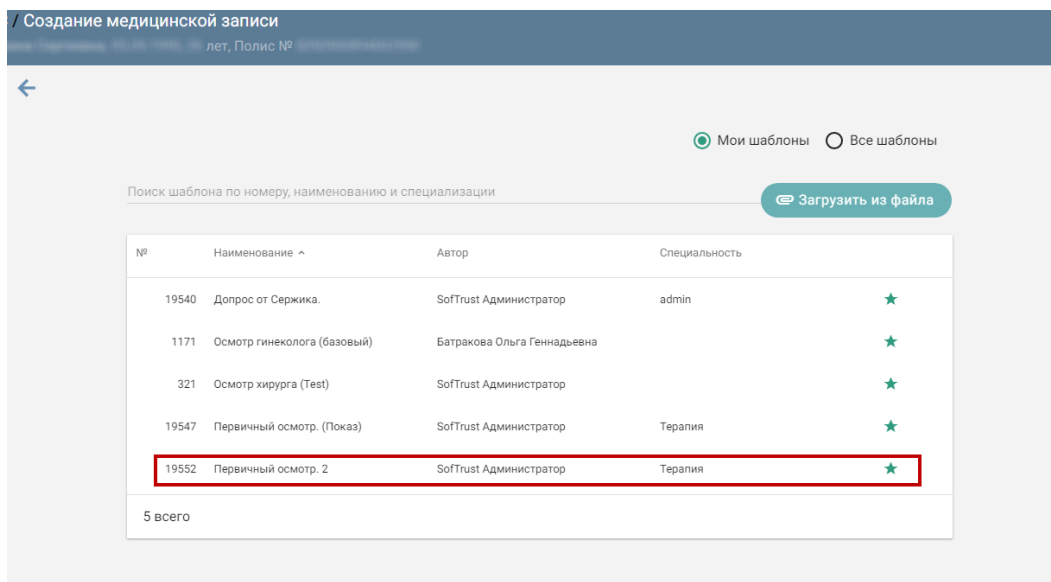 / Создание медицинской записи
лет, Полис №
Мои шаблоны Все шаблоны
Поиск шаблона по номеру, наименованию и специализации
Загрузить из файла
№ Наименование Автор Специальность
19540 Допрос от Сержика. SofTrust Администратор admin
1171 Осмотр гинеколога (базовый) Батракова Ольга Геннадьевна
321 Осмотр хирурга (Test) SofTrust Администратор
19547 Первичный осмотр. (Показ) SofTrust Администратор Терапия
19552 Первичный осмотр. 2 SofTrust Администратор Терапия
5 всего